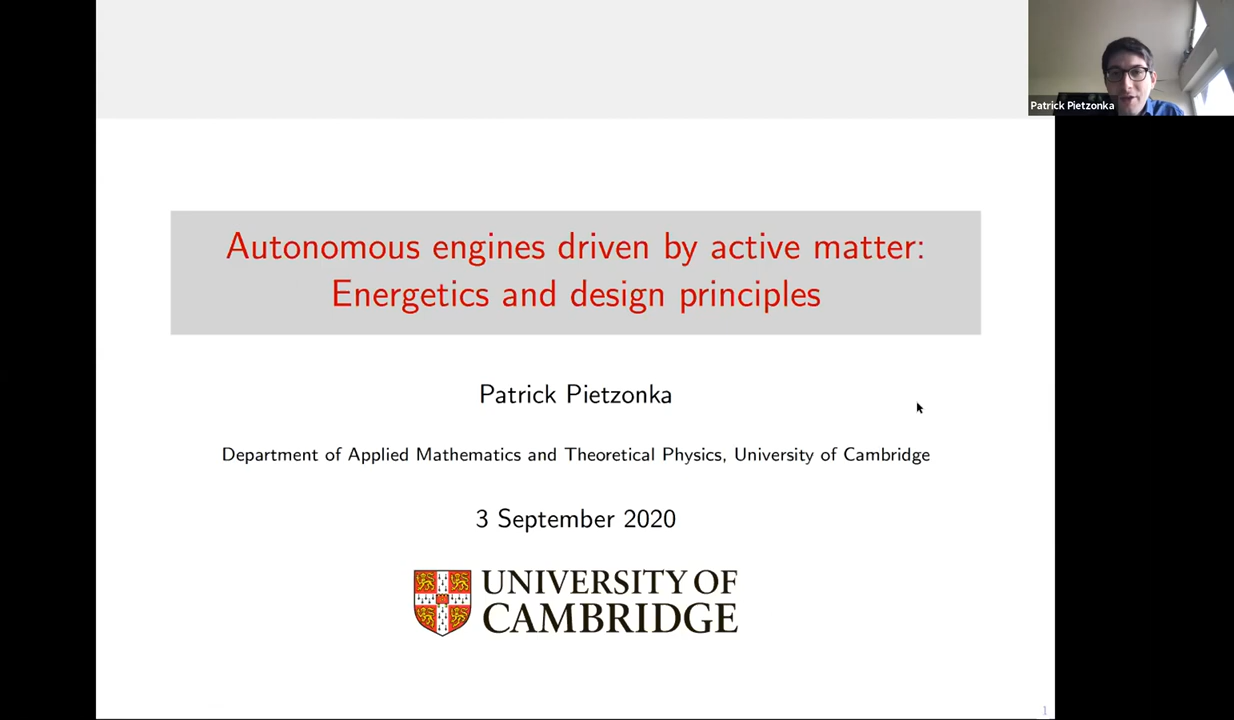 Patrick Pietzonka
Autonomous engines driven by active matter:
Energetics and design principles
Patrick Pietzonka
Department of Applied Mathematics and Theoretical Physics, University of Cambridge
3 September 2020
UNIVERSITY OF
CAMBRIDGE
1